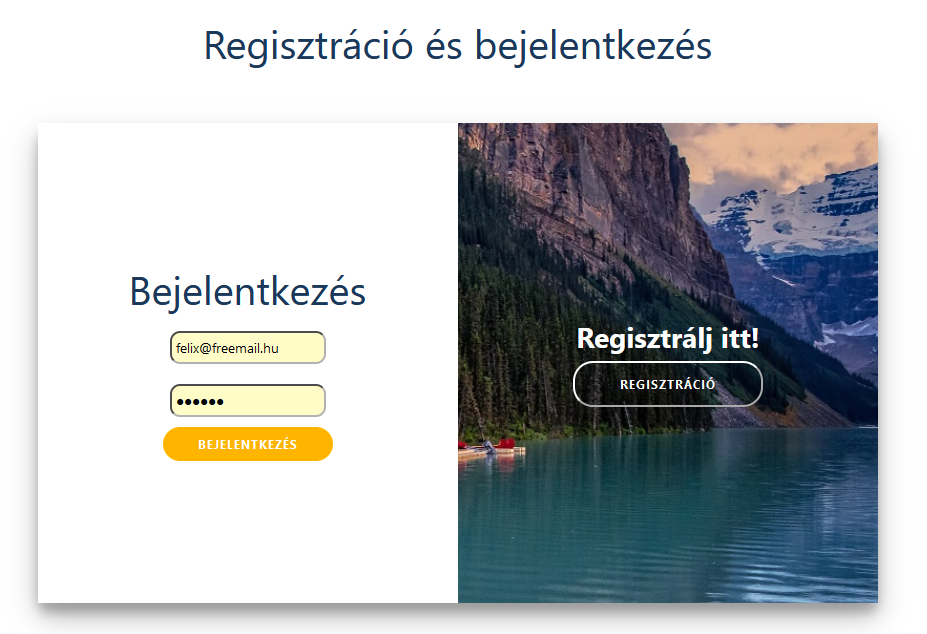 Regisztráció és bejelentkezés
Bejelentkezés
felix@freemail.hu
••••••
BEJELENTKEZÉS
Regisztrálj itt!
REGISZTRÁCIÓ